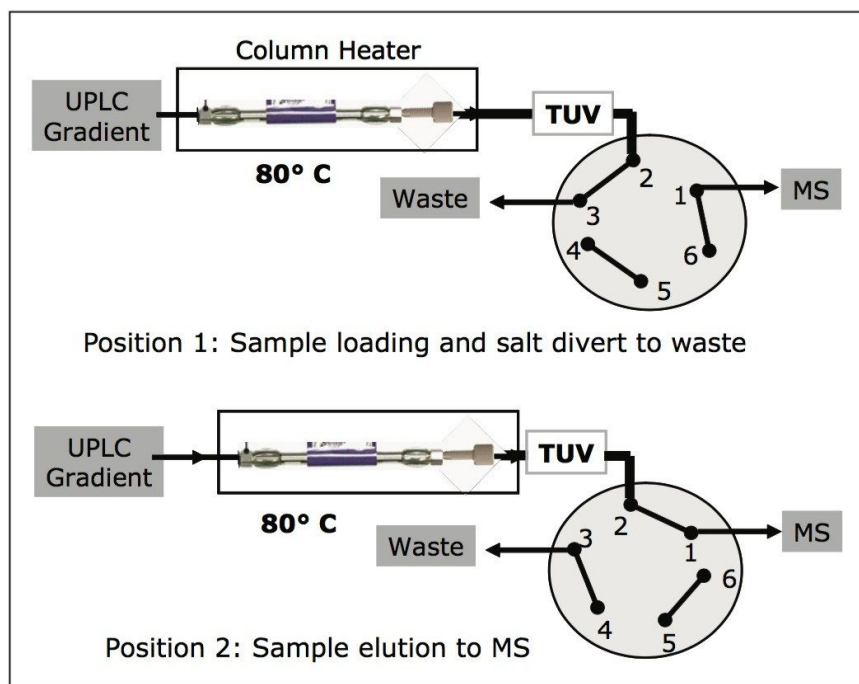 Column Heater
UPLC
Gradient
TUV
80° C
2
Waste
1
MS
3
4
6
5
Position 1: Sample loading and salt divert to waste
UPLC
Gradient
TUV
80° C
2
3
MS
Waste
1
6
4
5
Position 2: Sample elution to MS